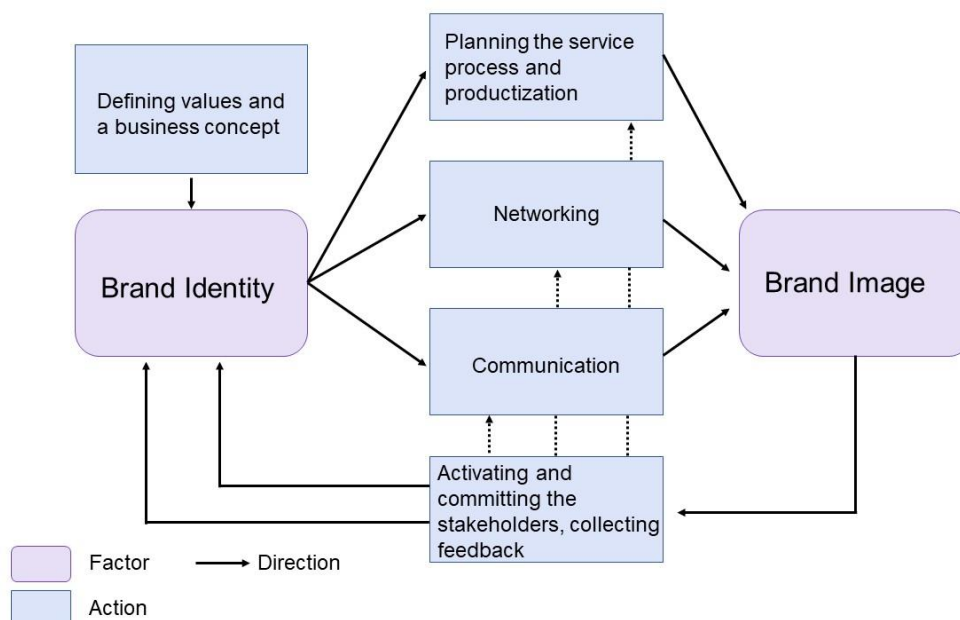 Defining values and
a business concept
Planning the service
process and
productization
Networking
Brand Identity
Brand Image
Communication
Activating and
committing the
stakeholders, collecting
feedback
Factor
Direction
Action